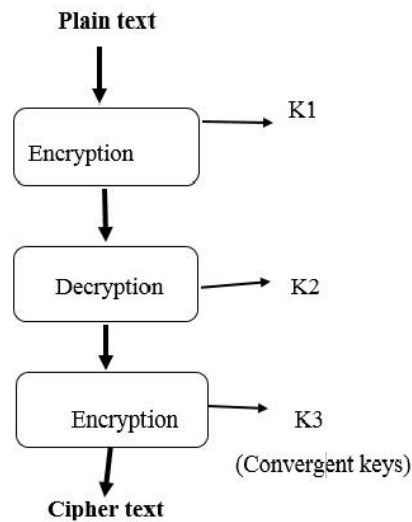 Plain text
K1
Encryption
Decryption
K2
Encryption
K3
(Convergent keys)
Cipher text